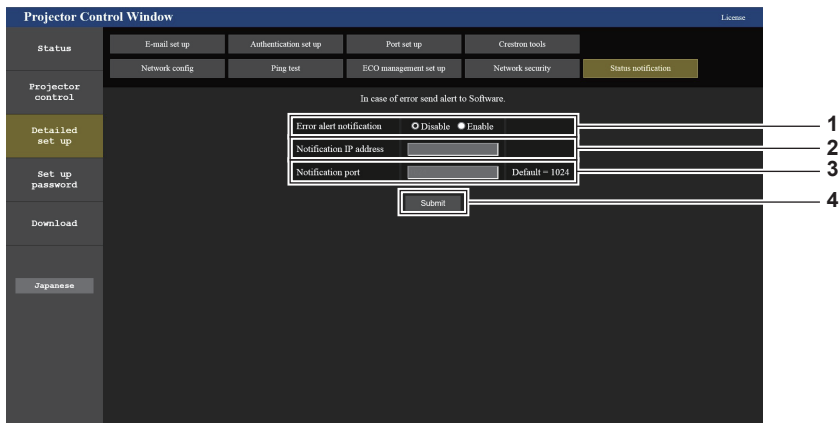 Projector Control Window License
Status
E-mail set up Authentication set up Port set up Crestron tools
Network config Ping test ECO management set up Network security Status notification
Projector
control
In case of error send alert to Software.
Error alert notification Disable Enable 1
Notification IP address 2
Notification port Default = 1024 3
Submit 4
Detailed
set up
Set up
password
Download
Japanese